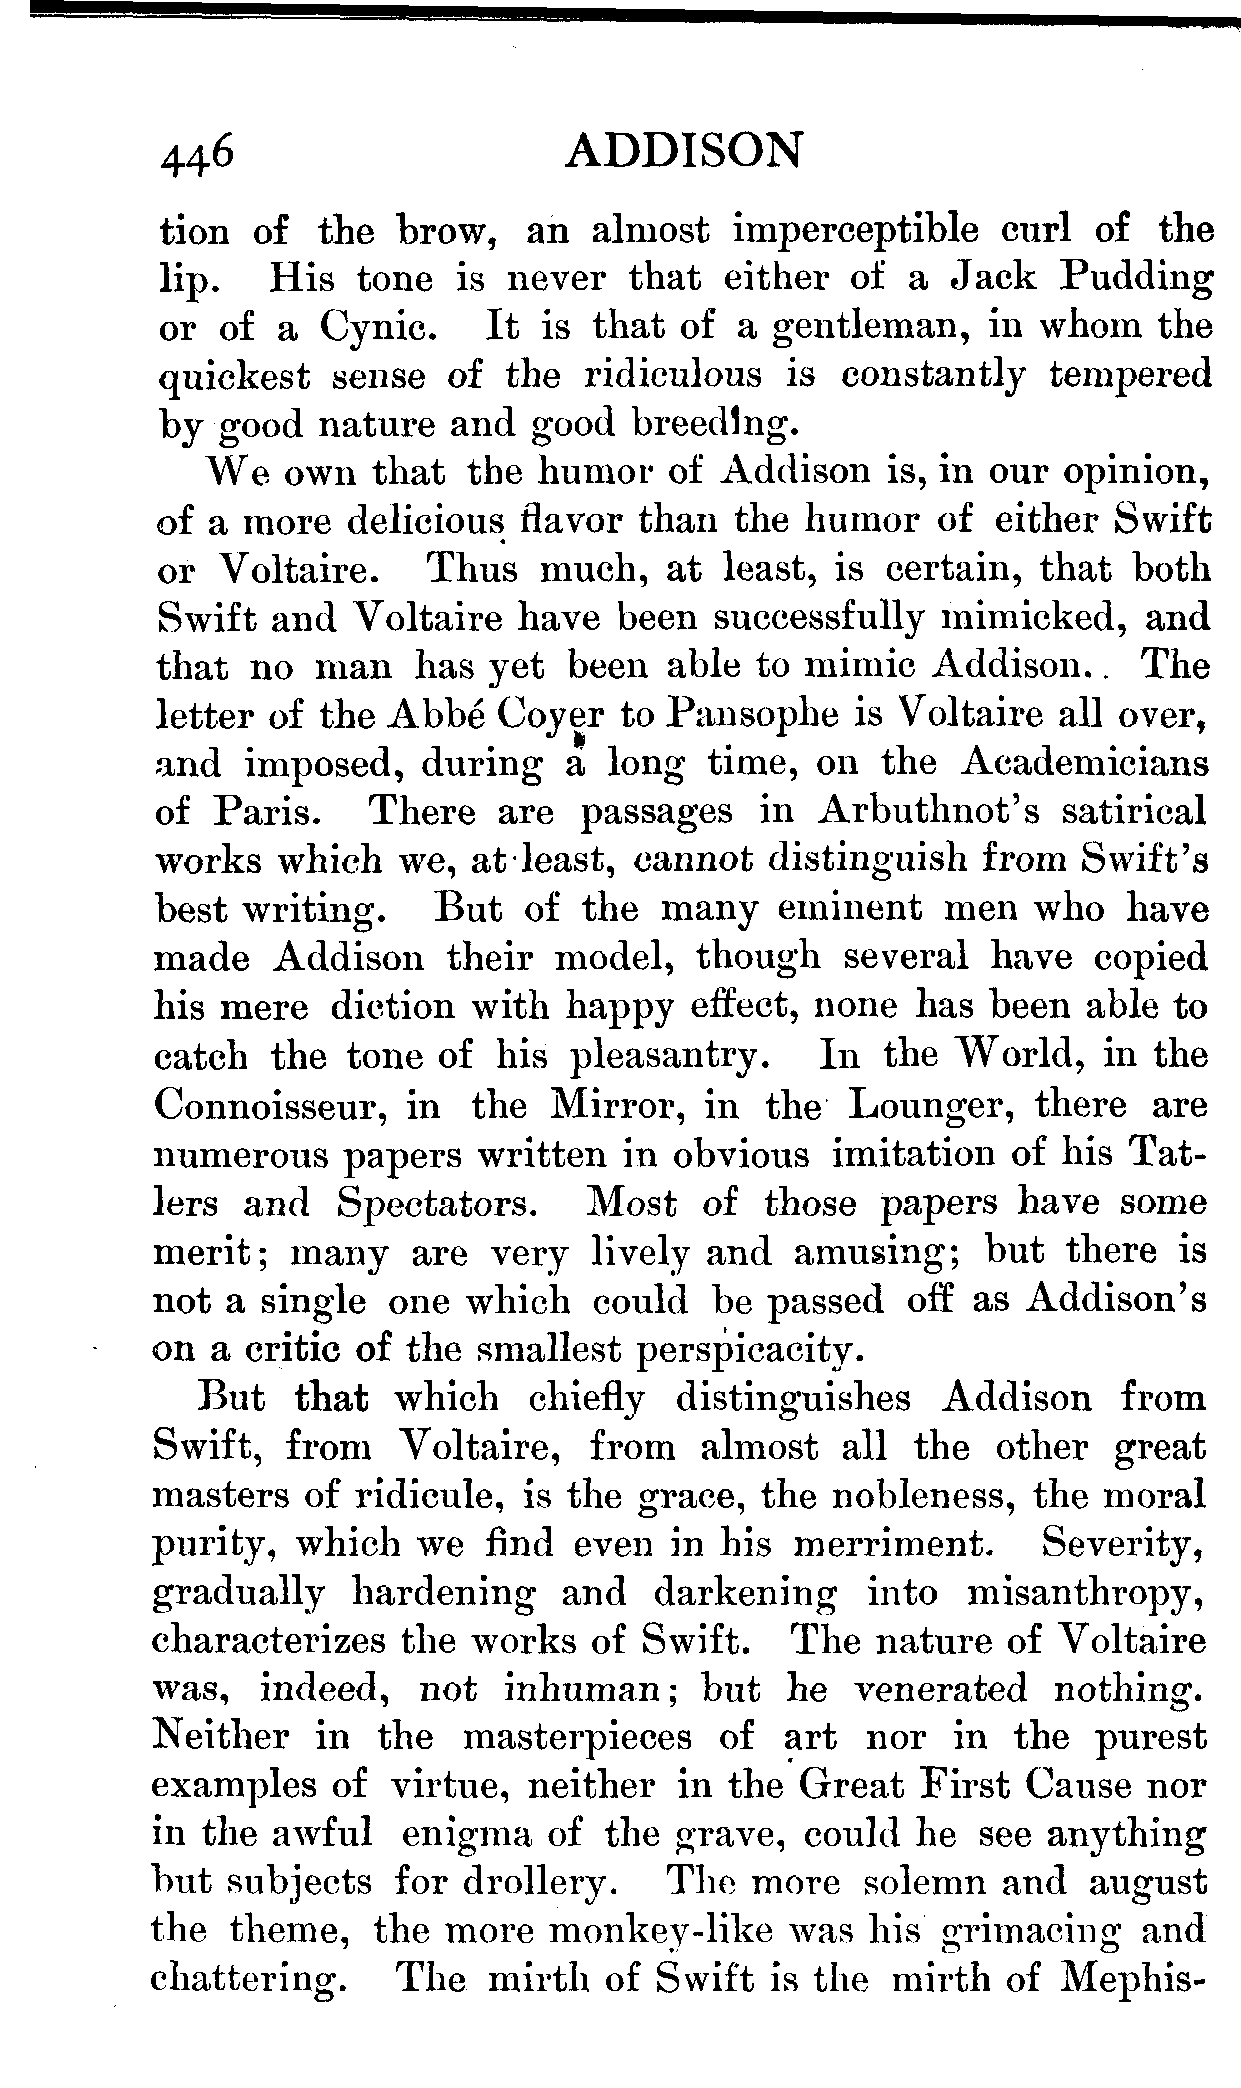 446 ADDISON
tion of the brow, an almost imperceptible curl of the
lip. His tone is never that either of a Jack Pudding
or of a Cynic. It is that of a gentleman, in whom the
quickest sense of the ridiculous is constantly tempered
by good nature and good breeding.
We own that the humor of Addison is, in our opinion,
of a more delicious flavor than the humor of either Swift
or Voltaire. Thus much, at least, is certain, that both
Swift and Voltaire have been successfully mimicked, and
that no man has yet been able to mimic Addison. The
letter of the Abbé Coyer to Pansophe is Voltaire all over,
and imposed, during a long time, on the Academicians
of Paris. There are passages in Arbuthnot's satirical
works which we, at least, cannot distinguish from Swift's
best writing. But of the many eminent men who have
made Addison their model, though several have copied
his mere diction with happy effect, none has been able to
catch the tone of his pleasantry. In the World, in the
Connoisseur, in the Mirror, in the Lounger, there are
numerous papers written in obvious imitation of his Tat-
lers and Spectators. Most of those papers have some
merit; many are very lively and amusing; but there is
not a single one which could be passed off as Addison's
on a critic of the smallest perspicacity.
But that which chiefly distinguishes Addison from
Swift, from Voltaire, from almost all the other great
masters of ridicule, is the grace, the nobleness, the moral
purity, which we find even in his merriment. Severity,
gradually hardening and darkening into misanthropy,
characterizes the works of Swift. The nature of Voltaire
was, indeed, not inhuman; but he venerated nothing.
Neither in the masterpieces of art nor in the purest
examples of virtue, neither in the Great First Cause nor
in the awful enigma of the grave, could he see anything
but subjects for drollery. The more solemn and august
the theme, the more monkey-like was his grimacing and
chattering. The mirth of Swift is the mirth of Mephis-